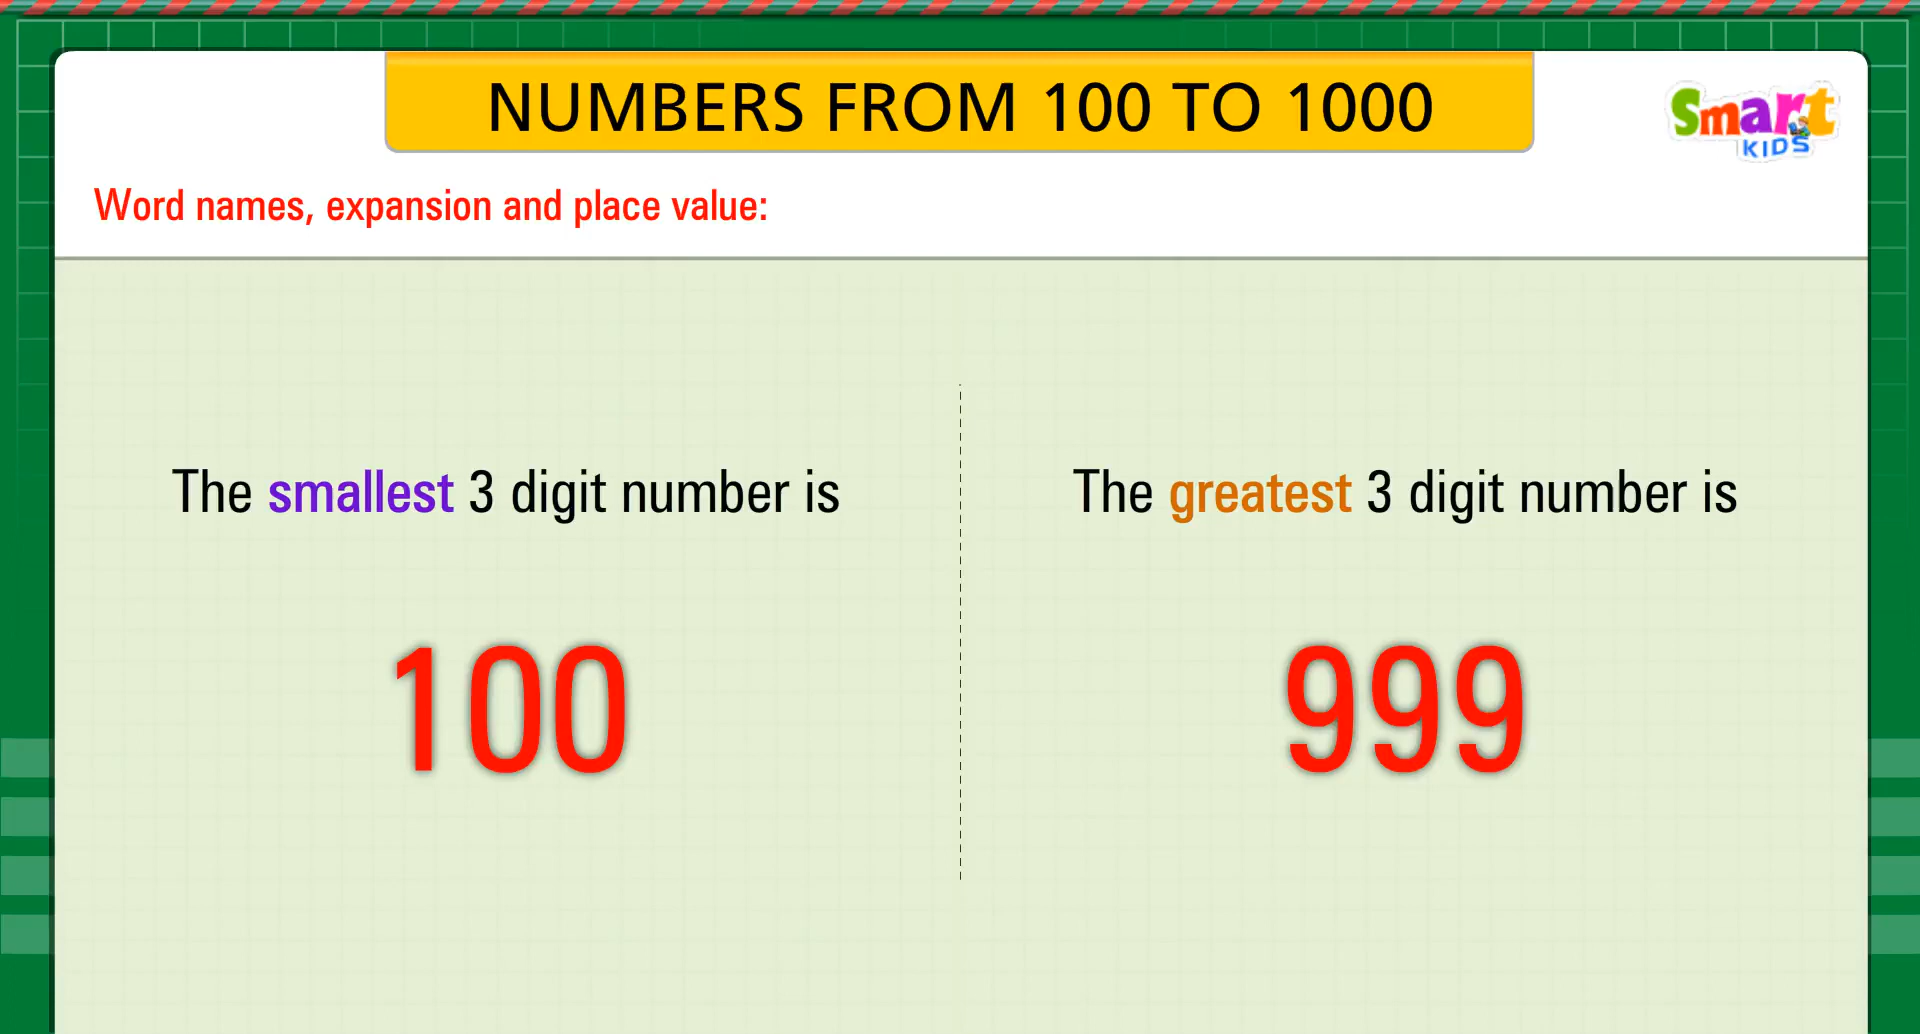 NUMBERS FROM 100 TO 1000
Smart
KIDS
Word names, expansion and place value:
The smallest 3 digit number is
100
The greatest 3 digit number is
999